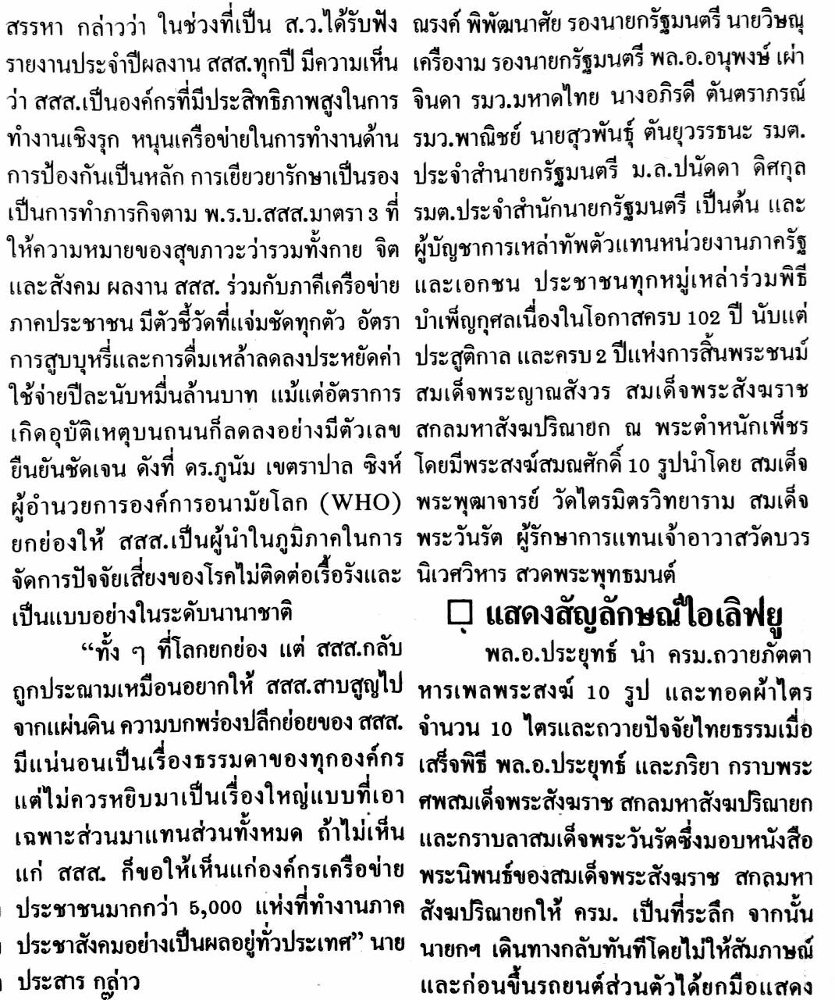 สรรหา กล่าวว่า ในช่วงที่เป็น ส.ว.ได้รับฟัง
รายงานประจำปีผลงาน สสส.ทุกปี มีความเห็น
ว่า สสส.เป็นองค์กรที่มีประสิทธิภาพสูงในการ
ทำงานเชิงรุก หนุนเครือข่ายในการทำงานด้าน
การป้องกันเป็นหลัก การเยียวยารักษาเป็นรอง
เป็นการทำภารกิจตาม พ.ร.บ.สสส.มาตรา 3 ที่
ให้ความหมายของสุขภาวะว่ารวมทั้งกาย จิต
และสังคม ผลงาน สสส. ร่วมกับภาคีเครือข่าย
ภาคประชาชน มีตัวชี้วัดที่แจ่มชัดทุกตัว อัตรา
การสูบบุหรี่และการดื่มเหล้าลดลงประหยัดค่า
ใช้จ่ายปีละนับหมื่นล้านบาท แม้แต่อัตราการ
เกิดอุบัติเหตุบนถนนก็ลดลงอย่างมีตัวเลข
ยืนยันชัดเจน ดังที่ ดร.ภูนัม เขตราปาล ซิงห์
ผู้อำนวยการองค์การอนามัยโลก (WHO)
ยกย่องให้ สสส.เป็นผู้นำในภูมิภาคในการ
จัดการปัจจัยเสี่ยงของโรคไม่ติดต่อเรื้อรังและ
เป็นแบบอย่างในระดับนานาชาติ
“ทั้ง ๆ ที่โลกยกย่อง แต่ สสส.กลับ
ถูกประณามเหมือนอยากให้ สสส.สาบสูญไป
จากแผ่นดิน ความบกพร่องปลีกย่อยของ สสส.
มีแน่นอนเป็นเรื่องธรรมดาของทุกองค์กร
แต่ไม่ควรหยิบมาเป็นเรื่องใหญ่แบบที่เอา
เฉพาะส่วนมาแทนส่วนทั้งหมด ถ้าไม่เห็น
แก่ สสส. ก็ขอให้เห็นแก่องค์กรเครือข่าย
ประชาชนมากกว่า 5,000 แห่งที่ทำงานภาค
ประชาสังคมอย่างเป็นผลอยู่ทั่วประเทศ” นาย
ประสาร กล่าว
ณรงค์ พิพัฒนาศัย รองนายกรัฐมนตรี นายวิษณุ
เครืองาม รองนายกรัฐมนตรี พล.อ.อนุพงษ์ เผ่า
จินดา รมว.มหาดไทย นางอภิรดี ตันตราภรณ์
รมว.พาณิชย์ นายสุวพันธุ์ ตันยุวรรธนะ รมต.
ประจำสำนายกรัฐมนตรี ม.ล.ปนัดดา ดิศกุล
รมต.ประจำสำนักนายกรัฐมนตรี เป็นต้น และ
ผู้บัญชาการเหล่าทัพตัวแทนหน่วยงานภาครัฐ
และเอกชน ประชาชนทุกหมู่เหล่าร่วมพิธี
บำเพ็ญกุศลเนื่องในโอกาสครบ 102 ปี นับแต่
ประสูติกาล และครบ 2 ปีแห่งการสิ้นพระชนม์
สมเด็จพระญาณสังวร สมเด็จพระสังฆราช
สกลมหาสังฆปริณายก ณ พระตำหนักเพ็ชร
โดยมีพระสงฆ์สมณศักดิ์ 10 รูปนำโดย สมเด็จ
พระพุฒาจารย์ วัดไตรมิตรวิทยาราม สมเด็จ
พระวันรัต ผู้รักษาการแทนเจ้าอาวาสวัดบวร
นิเวศวิหาร สวดพระพุทธมนต์
□ แสดงสัญลักษณ์ไอเลิฟยู
พล.อ.ประยุทธ์ นำ ครม.ถวายภัตตา
หารเพลพระสงฆ์ 10 รูป และทอดผ้าไตร
จำนวน 10 ไตรและถวายปัจจัยไทยธรรมเมื่อ
เสร็จพิธี พล.อ.ประยุทธ์ และภริยา กราบพระ
ศพสมเด็จพระสังฆราช สกลมหาสังฆปริณายก
และกราบลาสมเด็จพระวันรัตซึ่งมอบหนังสือ
พระนิพนธ์ของสมเด็จพระสังฆราช สกลมหา
สังฆปริณายกให้ ครม. เป็นที่ระลึก จากนั้น
นายกฯ เดินทางกลับทันทีโดยไม่ให้สัมภาษณ์
และก่อนขึ้นรถยนต์ส่วนตัวได้ยกมือแสดง